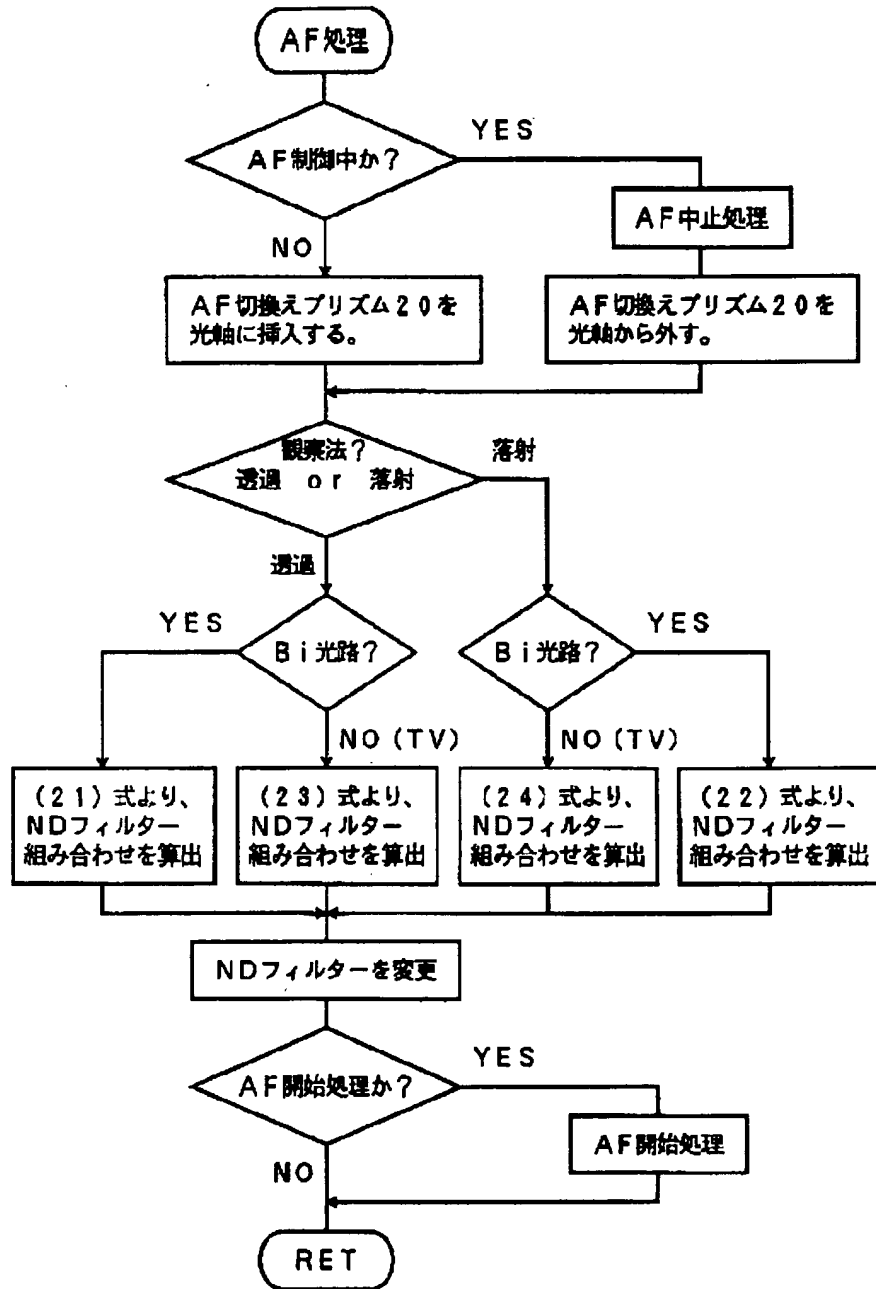 AF処理
YES
AF制御中か?
AF中止処理
NO
AF切換えプリズム20を
光軸に挿入する。
AF切換えプリズム20を
光軸から外す。
観察法?
透過 or 落射
落射
透過
YES
Bi光路?
Bi光路?
YES
NO(TV)
NO(TV)
(21)式より、
NDフィルター
組み合わせを算出
(23)式より、
NDフィルター
組み合わせを算出
(24)式より、
NDフィルター
組み合わせを算出
(22)式より、
NDフィルター
組み合わせを算出
NDフィルターを変更
YES
AF開始処理か?
AF開始処理
NO
RET